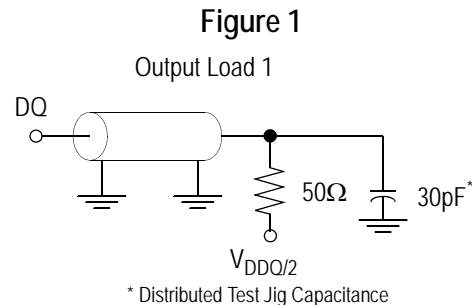 Figure 1
Output Load 1
DQ
50Ω
30pF*
VDDQ/2
* Distributed Test Jig Capacitance